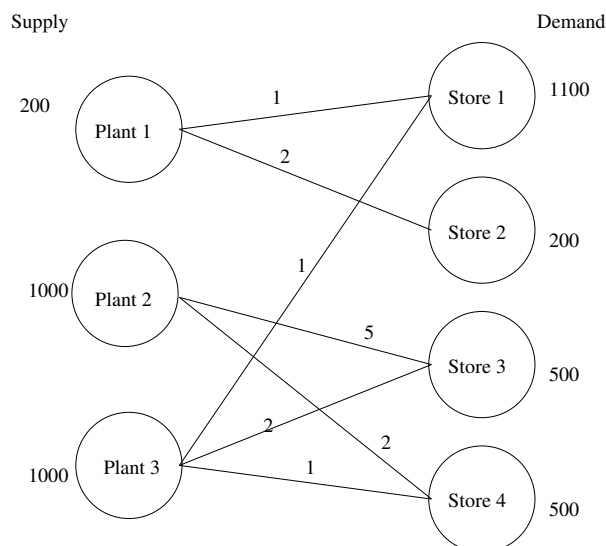 Supply
Demand
200
Plant 1
1
Store 1
1100
2
Store 2
200
1000
Plant 2
1
5
Store 3
500
2
2
1000
Plant 3
1
Store 4
500